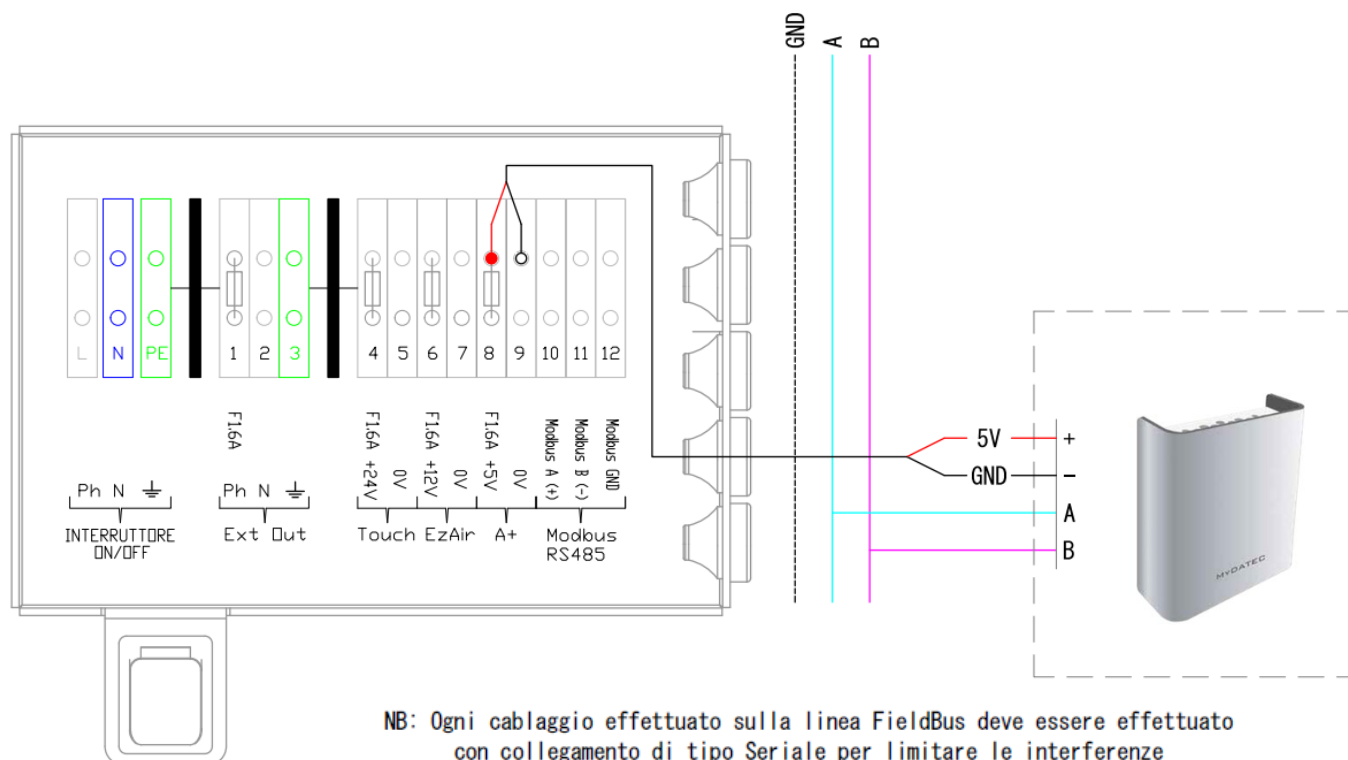 GND
A
B
L
N
PE
1
2
3
4
5
6
7
8
9
10
11
12
F1.6A
F1.6A +24V
0V
F1.6A +12V
0V
F1.6A +5V
0V
Modbus A (+)
Modbus B (-)
Modbus GND
Ph N
INTERRUTTORE
ON/OFF
Ph N
Ext Out
Touch
EzAir
A+
Modbus
RS485
5V
+
GND
-
A
B
MyDATEC
NB: Ogni cablaggio effettuato sulla linea FieldBus deve essere effettuato
con collegamento di tipo Seriale per limitare le interferenze